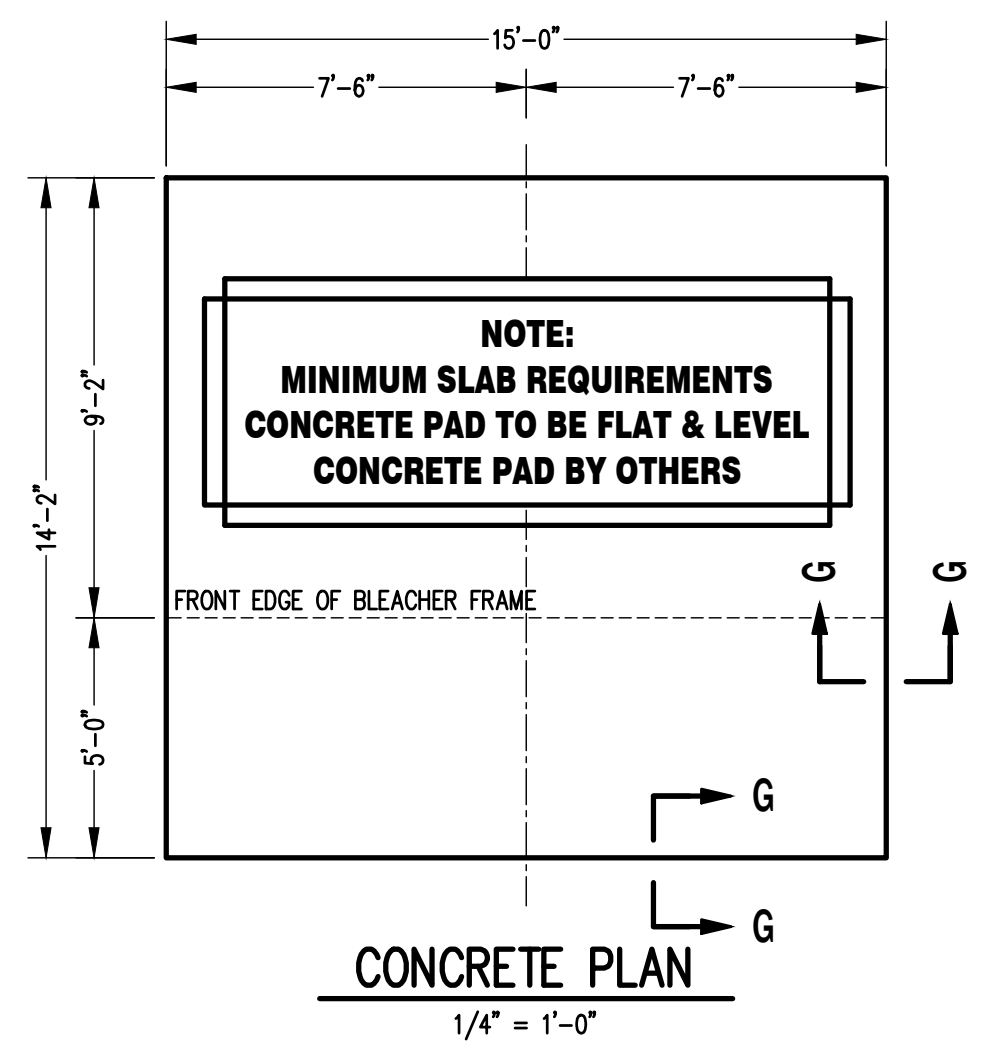 15'-0"
7'-6" 7'-6"
NOTE:
MINIMUM SLAB REQUIREMENTS
CONCRETE PAD TO BE FLAT & LEVEL
CONCRETE PAD BY OTHERS
9'-2"
14'-2"
G G
FRONT EDGE OF BLEACHER FRAME
5'-0"
G
G
CONCRETE PLAN
1/4" = 1'-0"